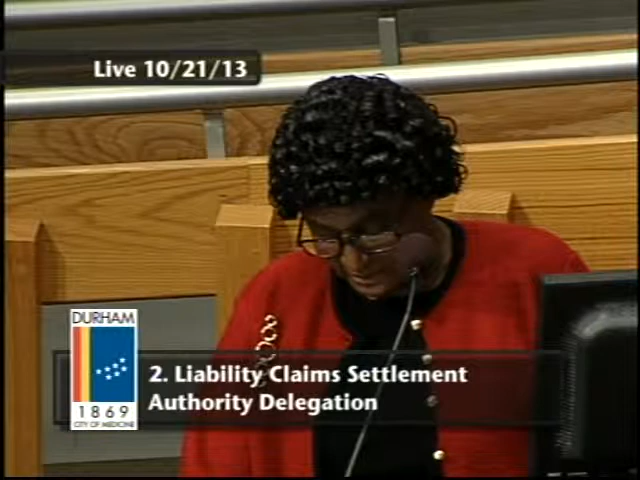 Live 10/21/13
DURHAM
1869
CITY OF MEDICINE
2. Liability Claims Settlement
Authority Delegation